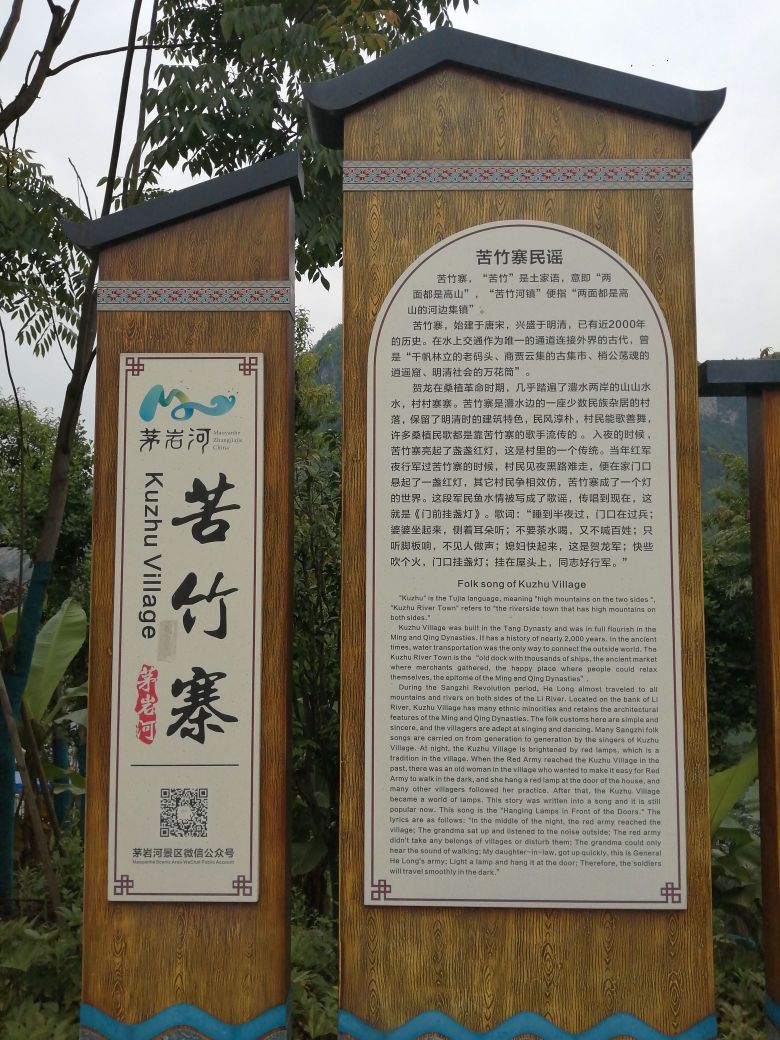 茅岩河
Maoyanhe
Zhangjiajie
China
苦竹寨
Kuzhu Viillage
茅岩河
茅岩河景区微信公众号
Maoyanhe Scenic Area WeChat Public Account
苦竹寨民谣
苦竹寨，“苦竹”是土家语，意即“两
面都是高山”，“苦竹河镇”便指“两面都是高
山的河边集镇”。
苦竹寨，始建于唐宋，兴盛于明清，已有近2000年
的历史。在水上交通作为唯一的通道连接外界的古代，曾
是“千帆林立的老码头、商贾云集的古集市、梢公荡魂的
逍遥窟、明清社会的万花筒”。
贺龙在桑植革命时期，几乎踏遍了澧水两岸的山山水
水，村村寨寨。苦竹寨是澧水边的一座少数民族杂居的村
落，保留了明清时的建筑特色，民风淳朴，村民能歌善舞，
许多桑植民歌都是靠苦竹寨的歌手流传的 。入夜的时候，
苦竹寨亮起了盏盏红灯，这是村里的一个传统。当年红军
夜行军过苦竹寨的时候，村民见夜黑路难走，便在家门口
悬起了一盏红灯，其它村民争相效仿，苦竹寨成了一个灯
的世界。这段军民鱼水情被写成了歌谣，传唱到现在，这
就是《门前挂盏灯》。歌词：“睡到半夜过，门口在过兵；
婆婆坐起来，侧着耳朵听；不要茶水喝，又不喊百姓；只
听脚板响，不见人做声；媳妇快起来，这是贺龙军；快些
吹个火，门口挂盏灯；挂在屋头上，同志好行军。”
Folk song of Kuzhu Village
"Kuzhu" is the Tujia language, meaning "high mountains on the two sides ",
"Kuzhu River Town" refers to "the riverside town that has high mountains on
both sides."
Kuzhu Village was built in the Tang Dynasty and was in full flourish in the
Ming and Qing Dynasties. It has a history of nearly 2,000 years. In the ancient
times, water transportation was the only way to connect the outside world. The
Kuzhu River Town is the "old dock with thousands of ships, the ancient market
where merchants gathered, the happy place where people could relax
themselves, the epitome of the Ming and Qing Dynasties" .
During the Sangzhi Revolution period, He Long almost traveled to all
mountains and rivers on both sides of the Li River. Located on the bank of Li
River, Kuzhu Village has many ethnic minorities and retains the architectural
features of the Ming and Qing Dynasties. The folk customs here are simple and
sincere, and the villagers are adept at singing and dancing. Many Sangzhi folk
songs are carried on from generation to generation by the singers of Kuzhu
Village. At night, the Kuzhu Village is brightened by red lamps, which is a
tradition in the village. When the Red Army reached the Kuzhu Village in the
past, there was an old woman in the village who wanted to make it easy for Red
Army to walk in the dark, and she hang a red lamp at the door of the house, and
many other villagers followed her practice. After that, the Kuzhu Village
became a world of lamps. This story was written into a song and it is still
popular now. This song is the "Hanging Lamps in Front of the Doors." The
lyrics are as follows: "In the middle of the night, the red army reached the
village; The grandma sat up and listened to the noise outside; The red army
didn't take any belongs of villages or disturb them; The grandma could only
hear the sound of walking; My daughter-in-law, got up quickly, this is General
He Long's army; Light a lamp and hang it at the door; Therefore, the soldiers
will travel smoothly in the dark."